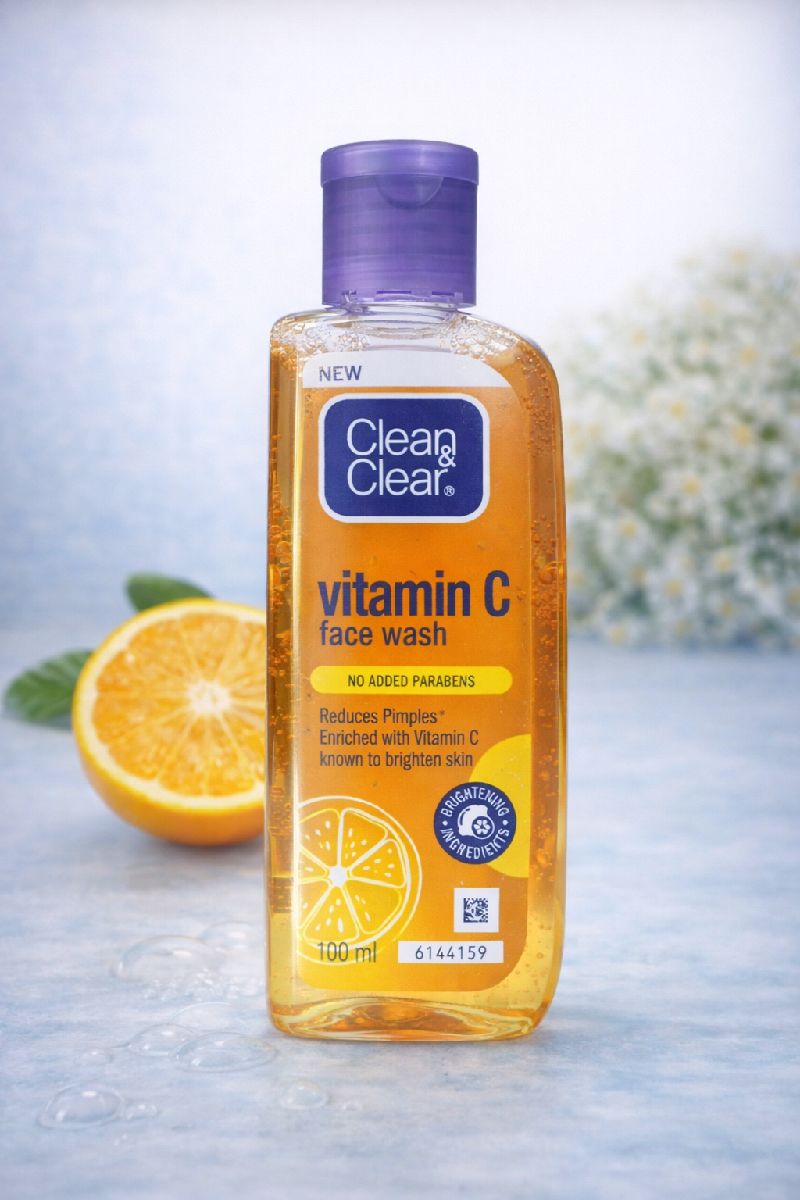 NEW
Clean
&
Clear®
vitamin C
face wash
NO ADDED PARABENS
Reduces Pimples*
Enriched with Vitamin C
known to brighten skin
BRIGHTENING
• INGREDIENTS •
100 ml
6144159